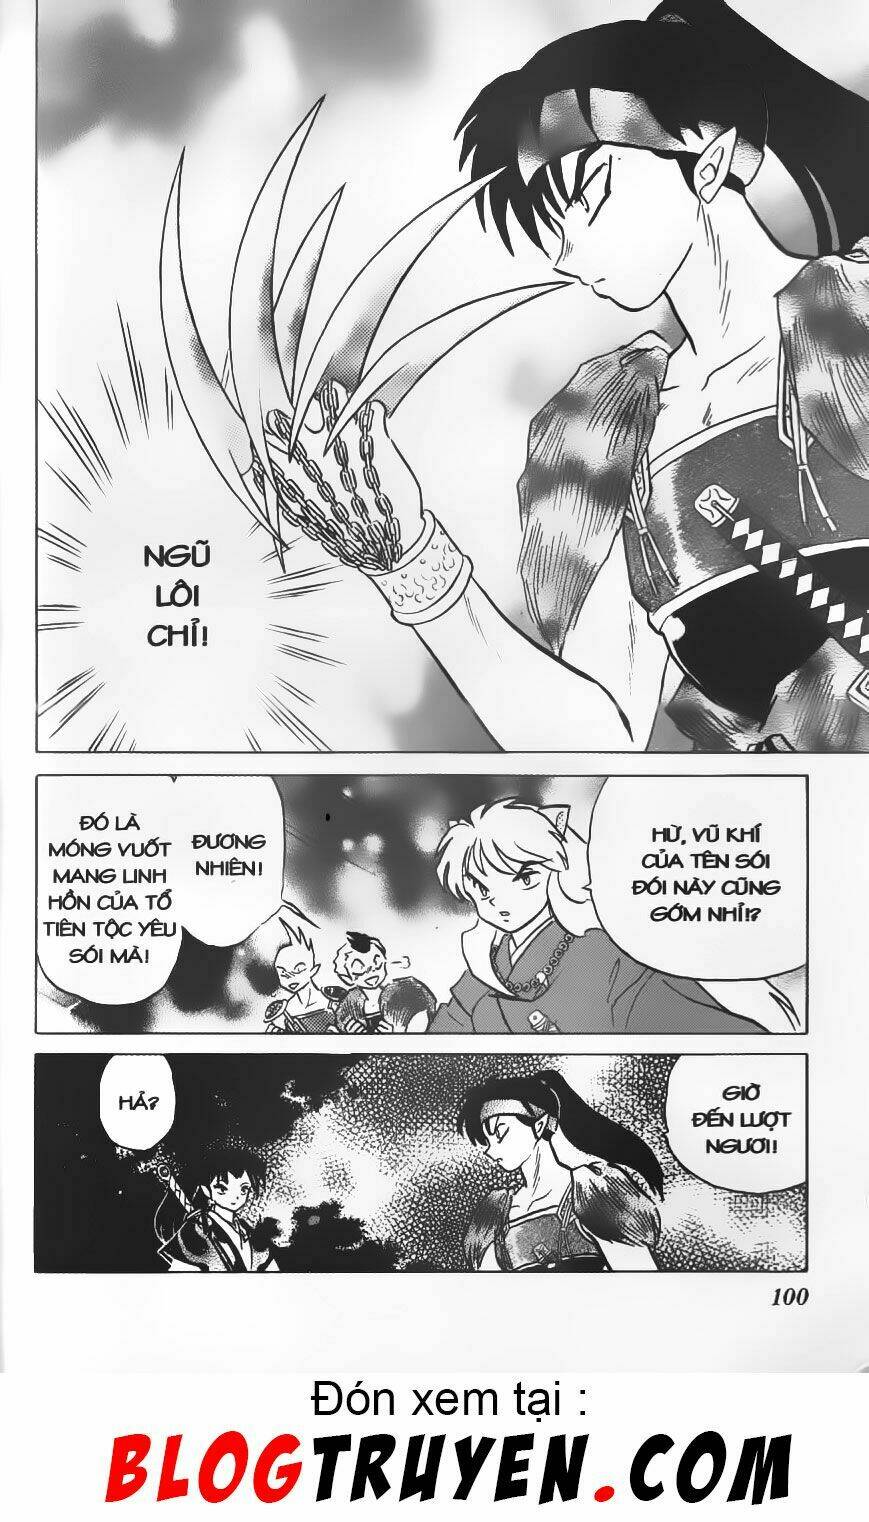 NGŨ
LÔI
CHỈ!
HỪ, VŨ KHÍ
CỦA TÊN SÓI
ĐÓI NÀY CŨNG
GỚM NHỈ!?
ĐƯƠNG
NHIÊN!
ĐÓ LÀ
MÓNG VUỐT
MANG LINH
HỒN CỦA TỔ
TIÊN TỘC YÊU
SÓI MÀ!
GIỜ
ĐẾN LƯỢT
NGƯƠI!
HẢ?
100
Đón xem tại :
BLOGTRUYEN.COM